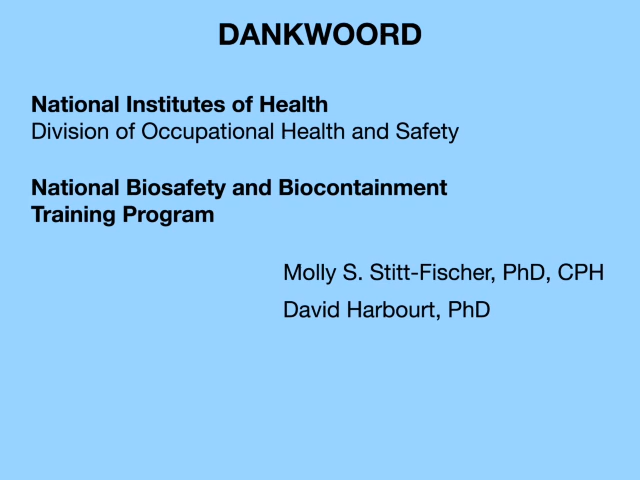 DANKWOORD
National Institutes of Health
Division of Occupational Health and Safety
National Biosafety and Biocontainment
Training Program
Molly S. Stitt-Fischer, PhD, CPH
David Harbourt, PhD